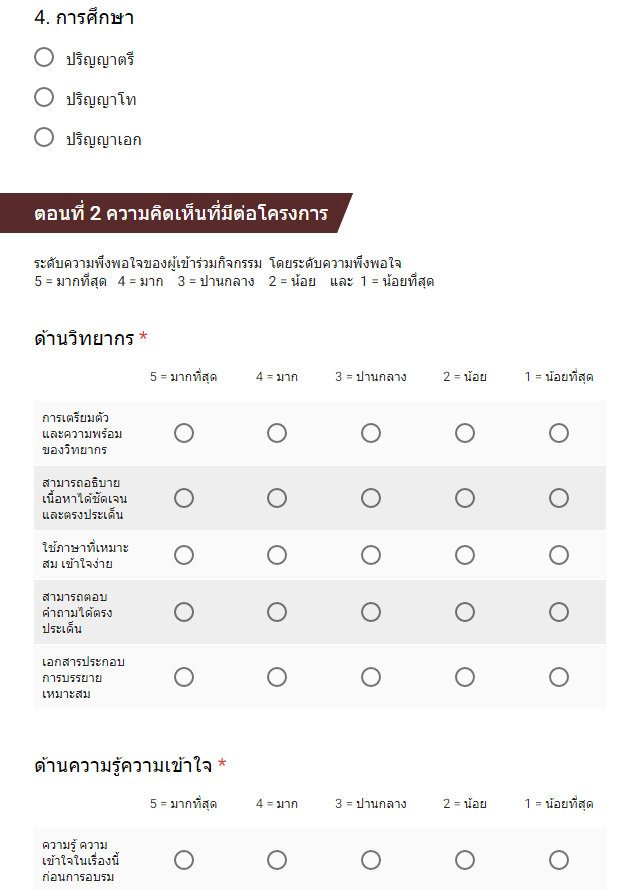 4. การศึกษา
ปริญญาตรี
ปริญญาโท
ปริญญาเอก
ตอนที่ 2 ความคิดเห็นที่มีต่อโครงการ
ระดับความพึงพอใจของผู้เข้าร่วมกิจกรรม โดยระดับความพึงพอใจ
5 = มากที่สุด 4 = มาก 3 = ปานกลาง 2 = น้อย และ 1 = น้อยที่สุด
ด้านวิทยากร *
5 = มากที่สุด 4 = มาก 3 = ปานกลาง 2 = น้อย 1 = น้อยที่สุด
การเตรียมตัว
และความพร้อม
ของวิทยากร
สามารถอธิบาย
เนื้อหาได้ชัดเจน
และตรงประเด็น
ใช้ภาษาที่เหมาะ
สม เข้าใจง่าย
สามารถตอบ
คำถามได้ตรง
ประเด็น
เอกสารประกอบ
การบรรยาย
เหมาะสม
ด้านความรู้ความเข้าใจ *
5 = มากที่สุด 4 = มาก 3 = ปานกลาง 2 = น้อย 1 = น้อยที่สุด
ความรู้ ความ
เข้าใจในเรื่องนี้
ก่อนการอบรม